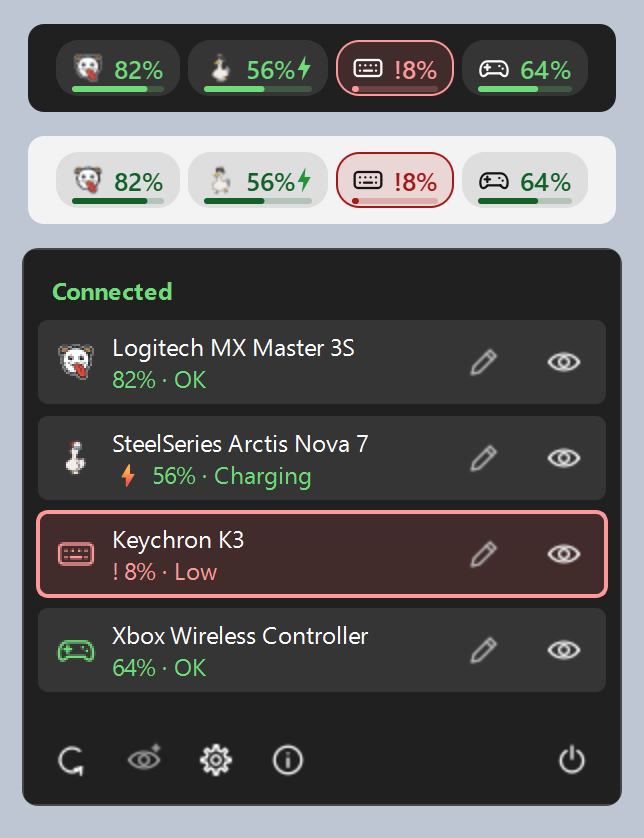 82% 56% !8% 64%
82% 56% !8% 64%
Connected
Logitech MX Master 3S
82% · OK
SteelSeries Arctis Nova 7
56% · Charging
Keychron K3
! 8% · Low
Xbox Wireless Controller
64% · OK